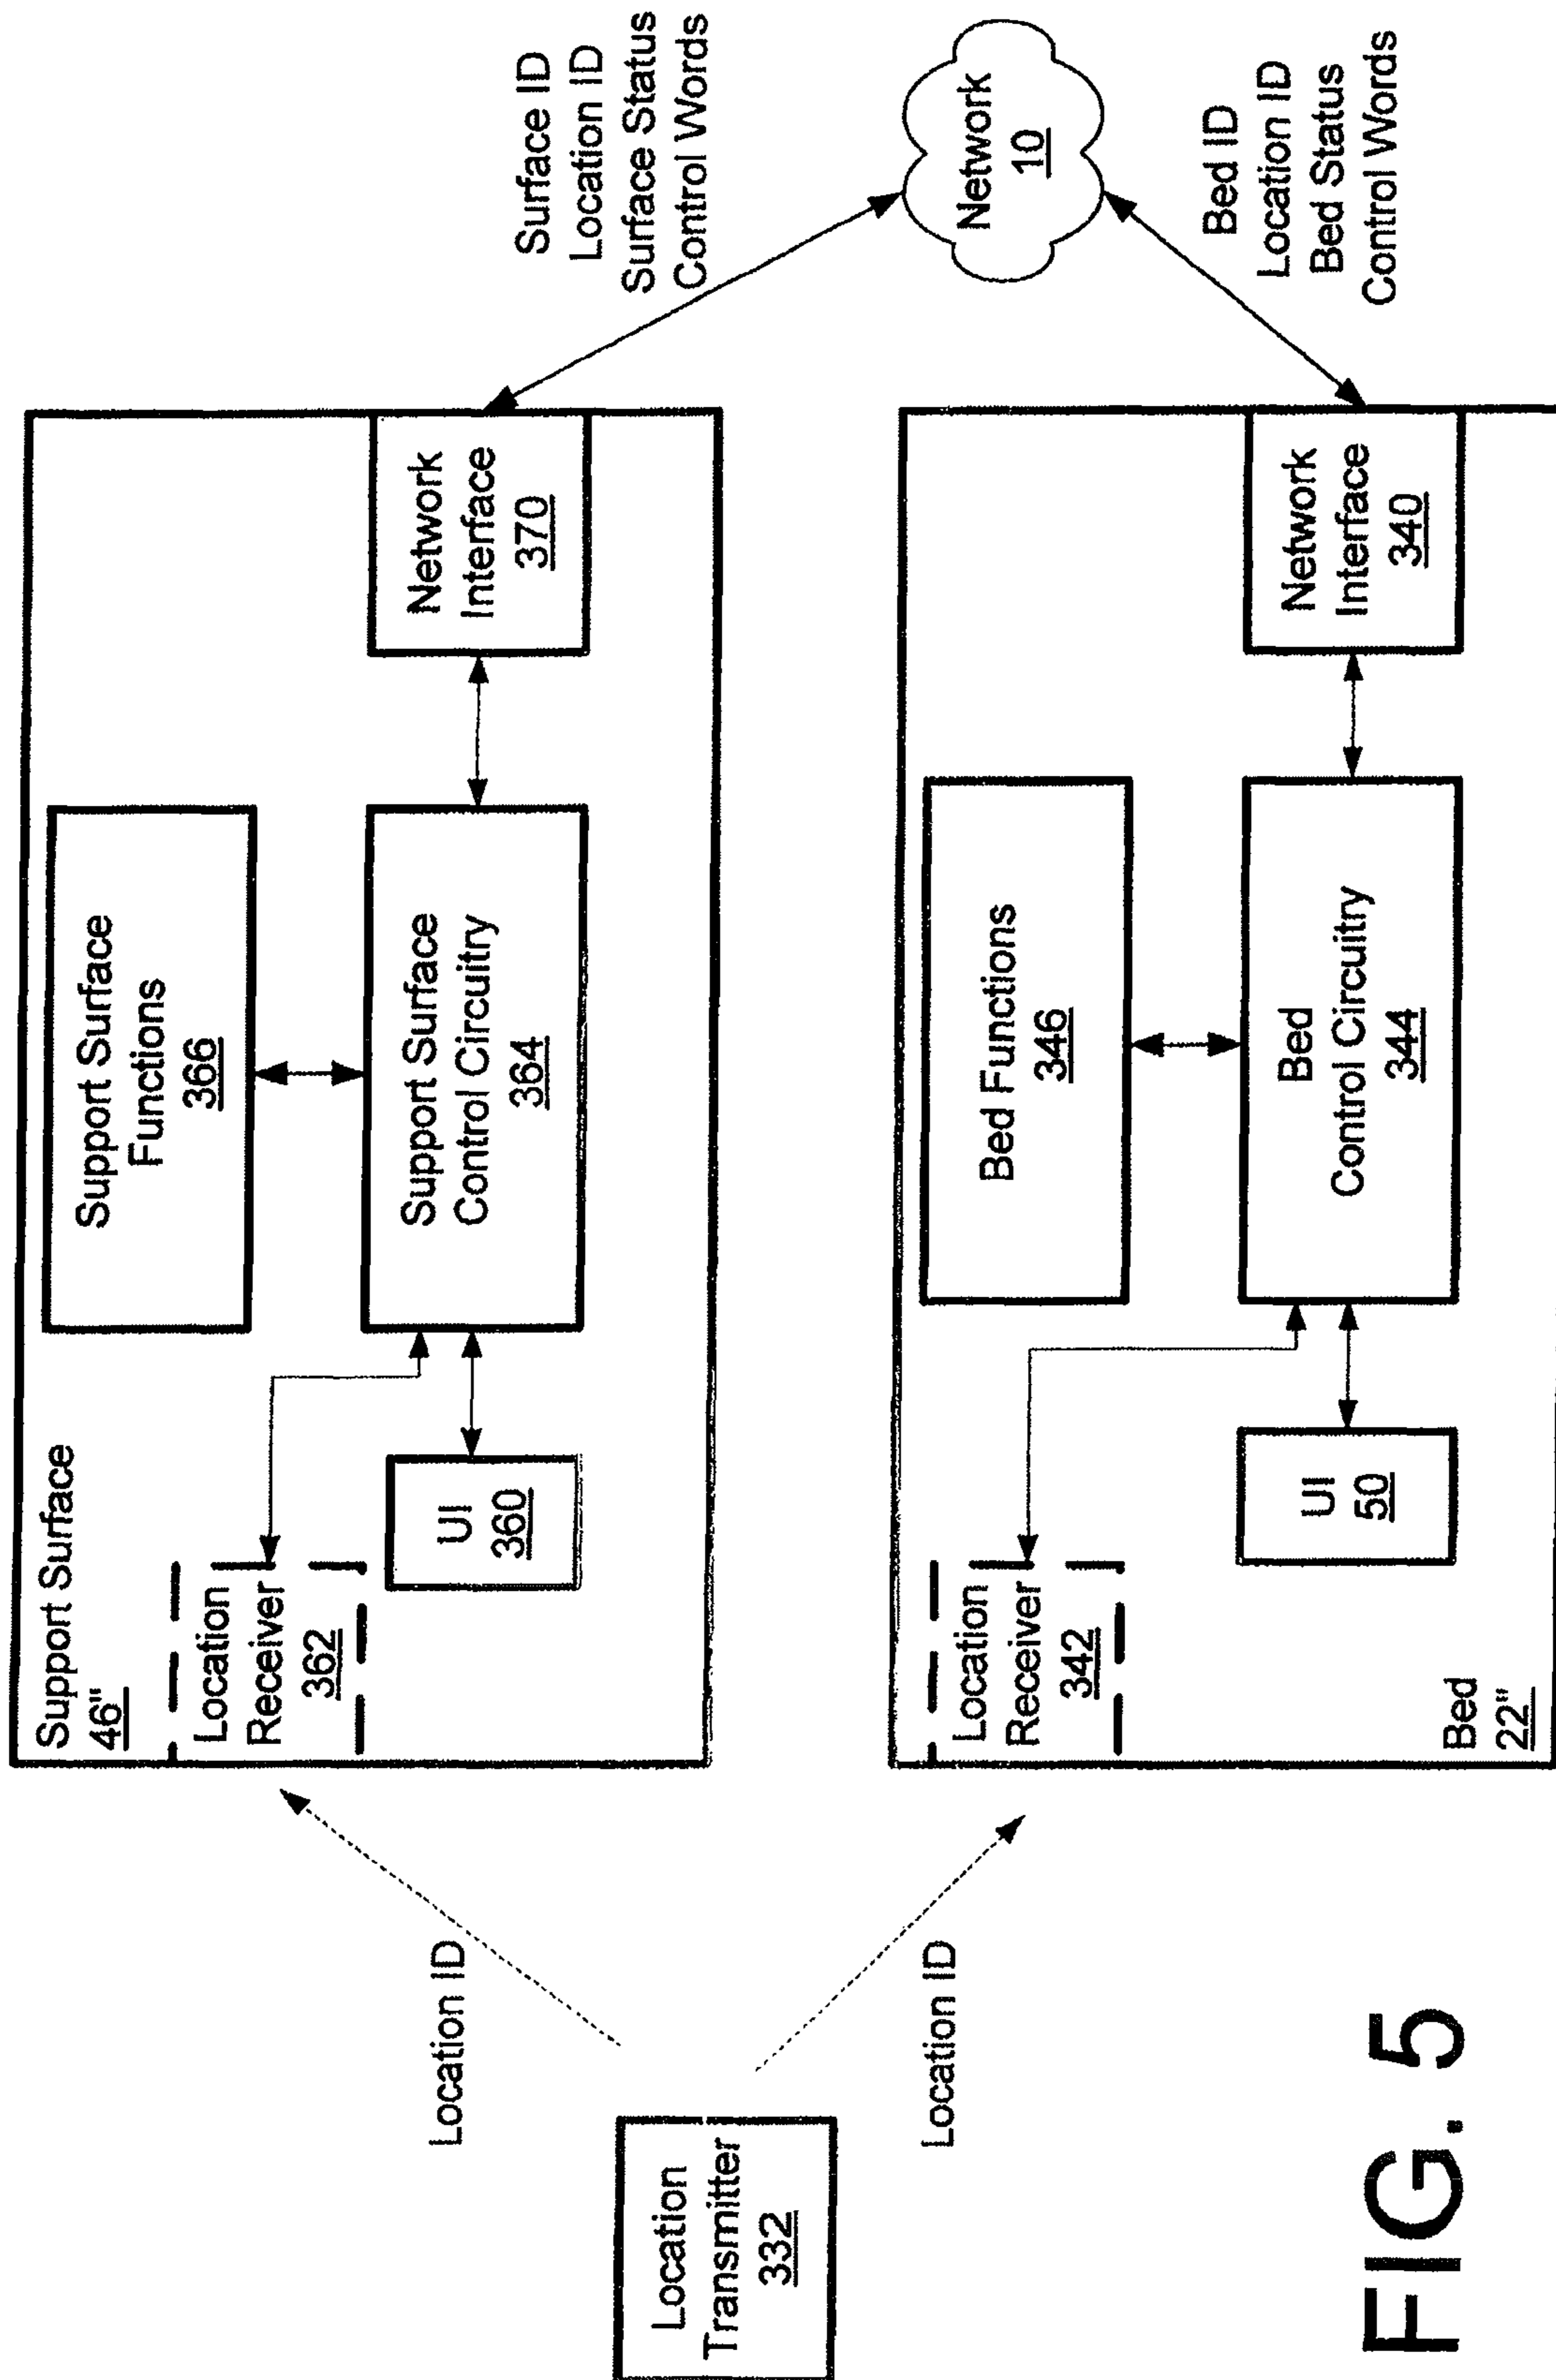 Support Surface
46"
Location
Receiver
362
UI
360
Support Surface
Functions
366
Support Surface
Control Circuitry
364
Network
Interface
370
Surface ID
Location ID
Surface Status
Control Words
Location ID
Location
Transmitter
332
Location ID
Network
10
Location
Receiver
342
UI
50
Bed Functions
346
Bed
Control Circuitry
344
Network
Interface
340
Bed ID
Location ID
Bed Status
Control Words
Bed
22"
FIG. 5